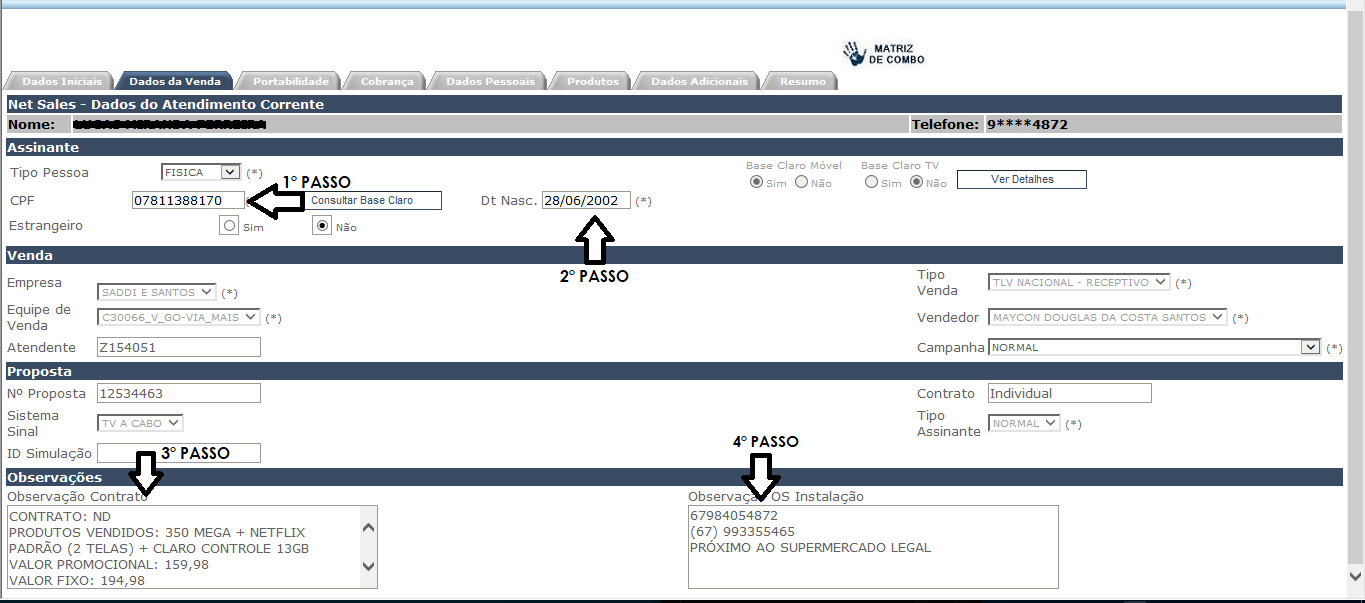 MATRIZ
DE COMBO
Dados Iniciais Dados da Venda Portabilidade Cobrança Dados Pessoais Produtos Dados Adicionais Resumo
Net Sales - Dados do Atendimento Corrente
Nome: Telefone: 9****4872
Assinante
Tipo Pessoa FISICA (*) Base Claro Móvel Sim Não Base Claro TV Sim Não Ver Detalhes
1° PASSO
CPF 07811388170 Consultar Base Claro Dt Nasc. 28/06/2002 (*)
Estrangeiro Sim Não
Venda
2° PASSO
Empresa SADDI E SANTOS (*) Tipo Venda TLV NACIONAL - RECEPTIVO (*)
Equipe de Venda C30066_V_GO-VIA_MAIS (*) Vendedor MAYCON DOUGLAS DA COSTA SANTOS (*)
Atendente Z154051 Campanha NORMAL (*)
Proposta
Nº Proposta 12534463 Contrato Individual
Sistema Sinal TV A CABO Tipo Assinante NORMAL (*)
ID Simulação 3° PASSO 4° PASSO
Observações
Observação Contrato Observação OS Instalação
CONTRATO: ND
PRODUTOS VENDIDOS: 350 MEGA + NETFLIX
PADRÃO (2 TELAS) + CLARO CONTROLE 13GB
VALOR PROMOCIONAL: 159,98
VALOR FIXO: 194,98
67984054872
(67) 993355465
PRÓXIMO AO SUPERMERCADO LEGAL